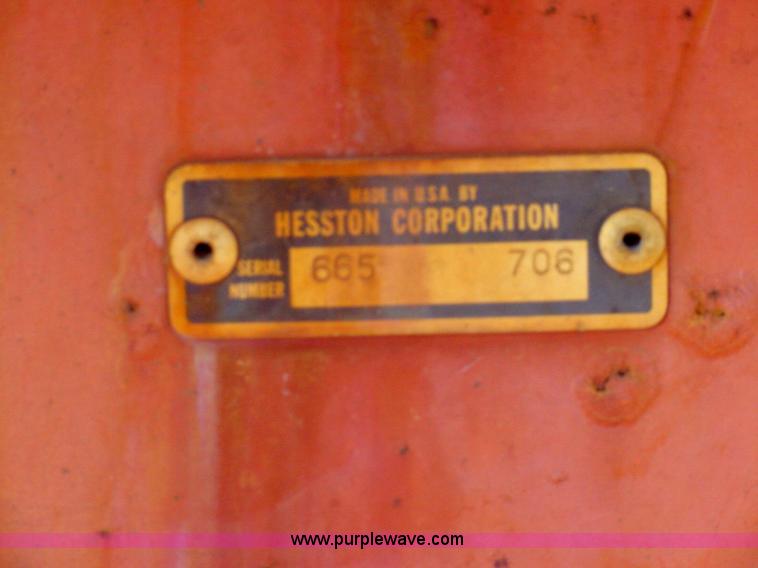 MADE IN U.S.A. BY
HESSTON CORPORATION
SERIAL NUMBER 665 706
www.purplewave.com